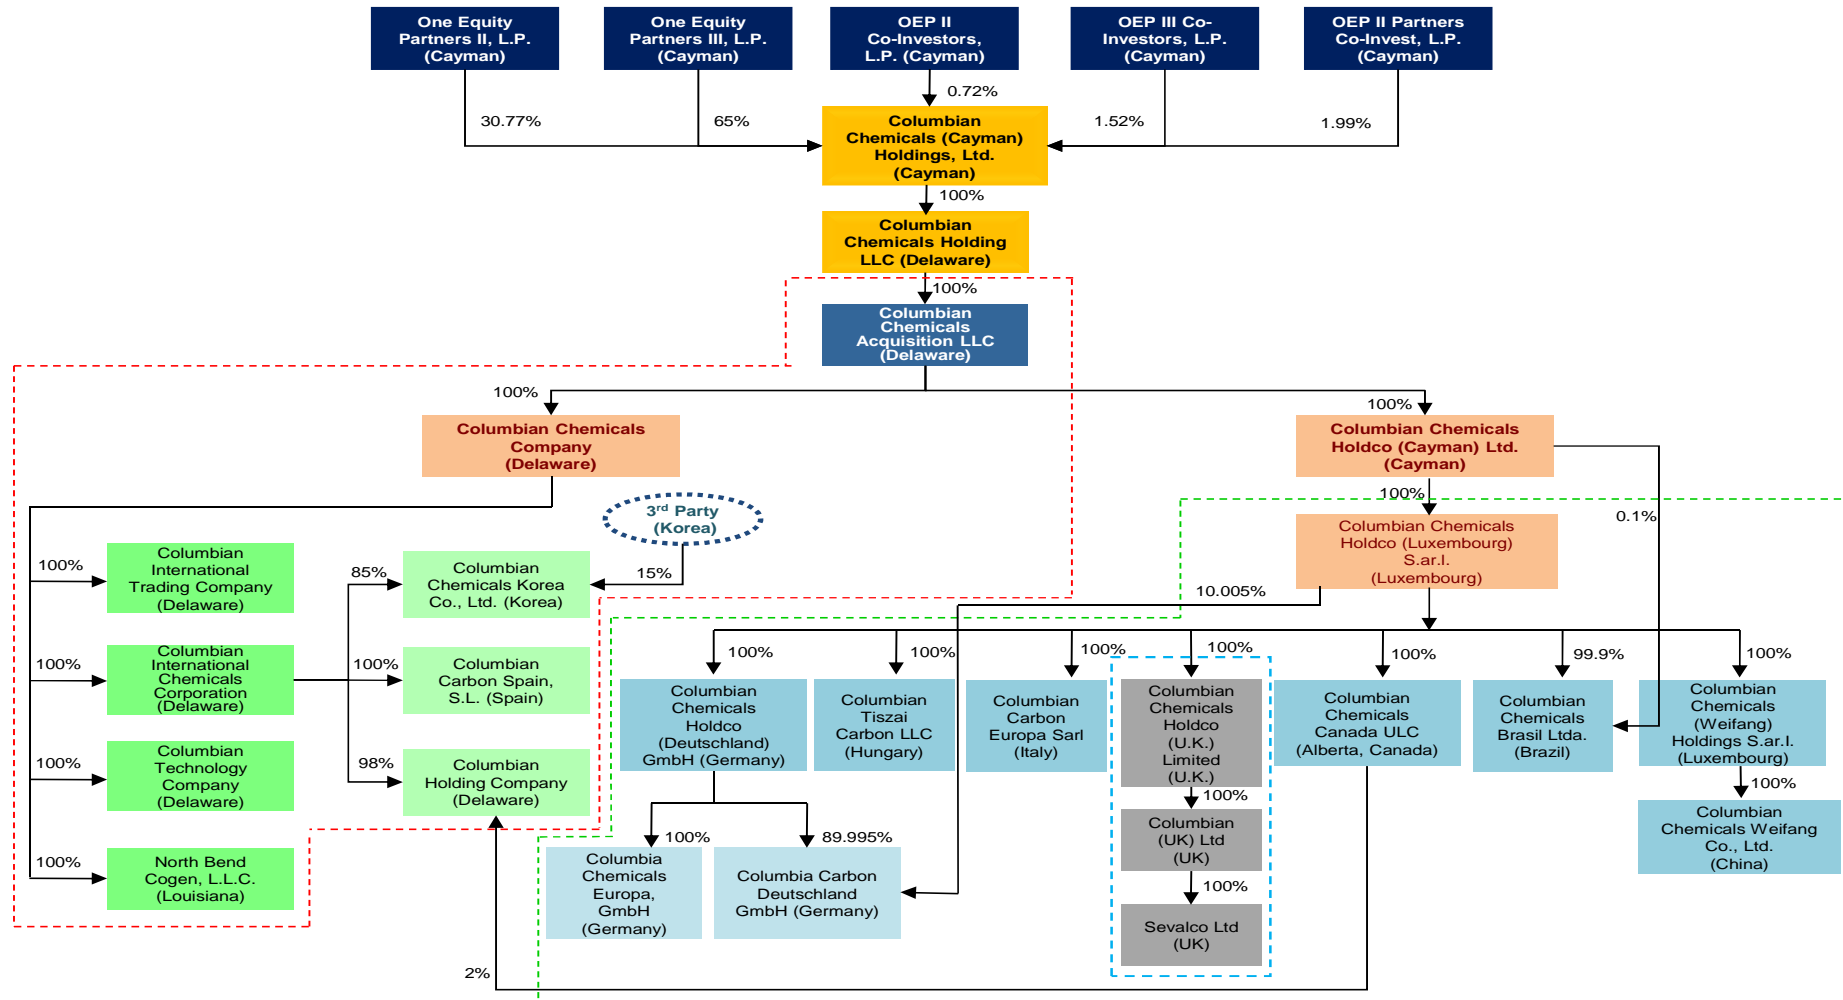 One Equity
Partners II, L.P.
(Cayman)
One Equity
Partners III, L.P.
(Cayman)
OEP II
Co-Investors,
L.P. (Cayman)
OEP III Co-
Investors, L.P.
(Cayman)
OEP II Partners
Co-Invest, L.P.
(Cayman)
30.77%
65%
0.72%
1.52%
1.99%
Columbian
Chemicals (Cayman)
Holdings, Ltd.
(Cayman)
100%
Columbian
Chemicals Holding
LLC (Delaware)
100%
Columbian
Chemicals
Acquisition LLC
(Delaware)
100%
100%
Columbian Chemicals
Company
(Delaware)
Columbian Chemicals
Holdco (Cayman) Ltd.
(Cayman)
100%
0.1%
3rd Party
(Korea)
Columbian Chemicals
Holdco (Luxembourg)
S.ar.l.
(Luxembourg)
100%
Columbian
International
Trading Company
(Delaware)
85%
Columbian
Chemicals Korea
Co., Ltd. (Korea)
15%
10.005%
100%
Columbian
International
Chemicals
Corporation
(Delaware)
100%
Columbian
Carbon Spain,
S.L. (Spain)
100%
Columbian
Technology
Company
(Delaware)
98%
Columbian
Holding Company
(Delaware)
100%
North Bend
Cogen, L.L.C.
(Louisiana)
100%
100%
100%
100%
100%
99.9%
100%
Columbian
Chemicals
Holdco
(Deutschland)
GmbH (Germany)
Columbian
Tiszai
Carbon LLC
(Hungary)
Columbian
Carbon
Europa Sarl
(Italy)
Columbian
Chemicals
Holdco
(U.K.)
Limited
(U.K.)
Columbian
Chemicals
Canada ULC
(Alberta, Canada)
Columbian
Chemicals
Brasil Ltda.
(Brazil)
Columbian
Chemicals
(Weifang)
Holdings S.ar.l.
(Luxembourg)
100%
89.995%
100%
100%
Columbia
Chemicals
Europa,
GmbH
(Germany)
Columbia Carbon
Deutschland
GmbH (Germany)
Columbian
(UK) Ltd
(UK)
100%
Sevalco Ltd
(UK)
Columbian
Chemicals Weifang
Co., Ltd.
(China)
2%